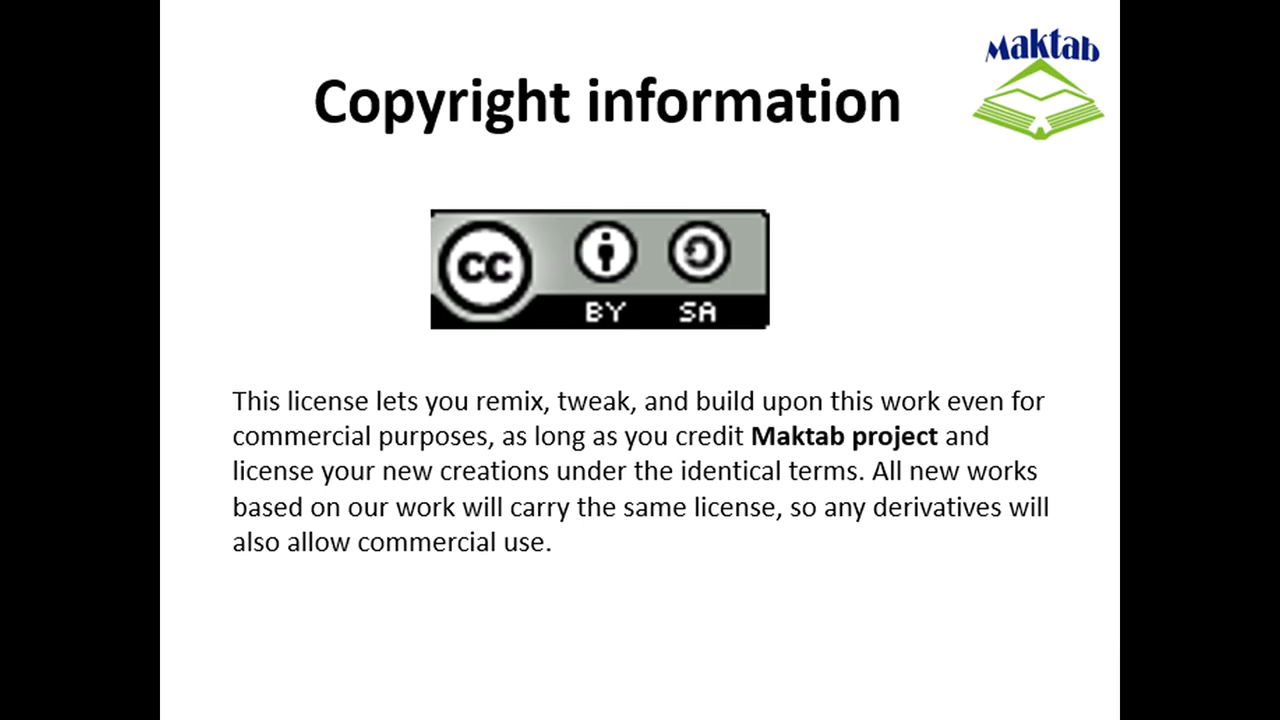 Maktab
Copyright information
CC
BY SA
This license lets you remix, tweak, and build upon this work even for
commercial purposes, as long as you credit Maktab project and
license your new creations under the identical terms. All new works
based on our work will carry the same license, so any derivatives will
also allow commercial use.